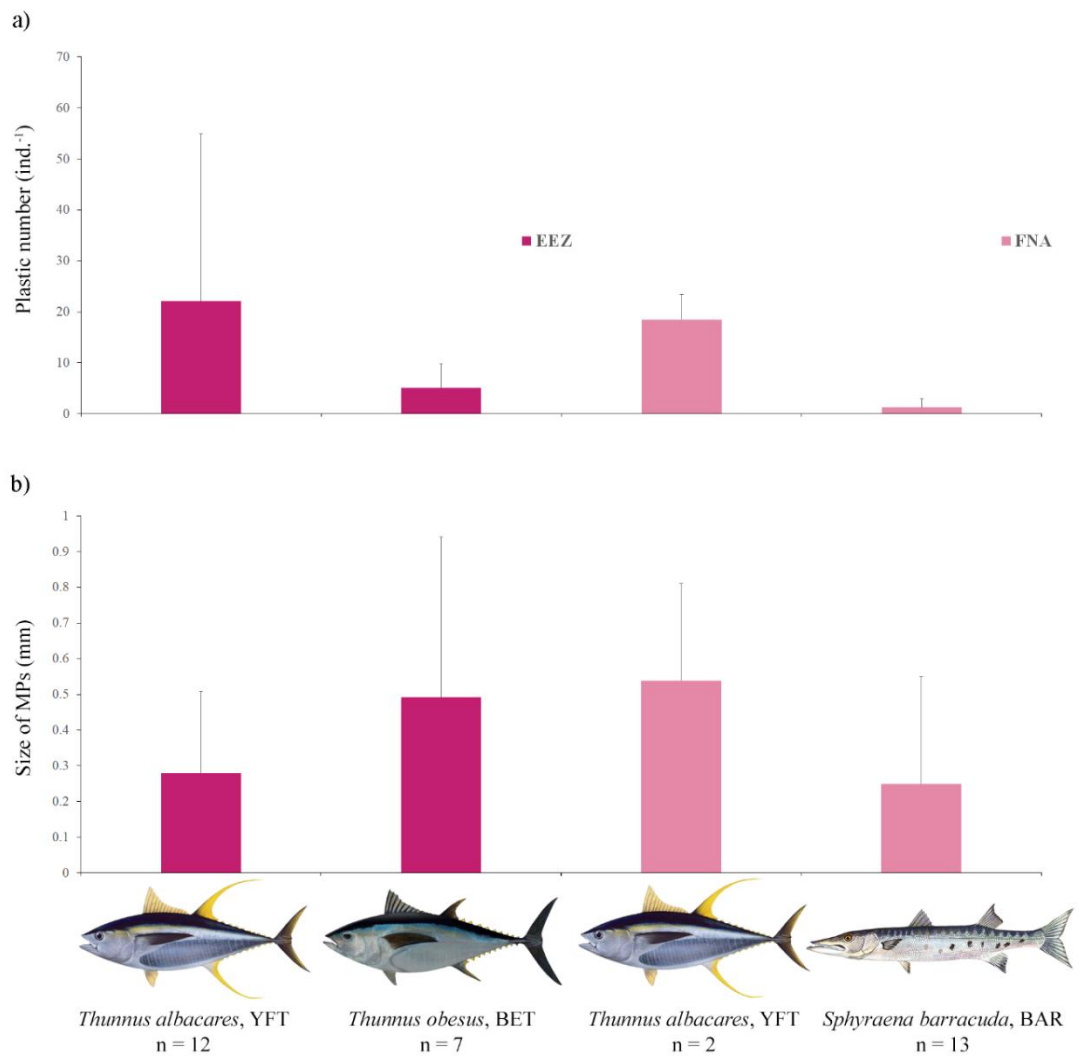 a)
70
60
50
40
30
20
10
0
Plastic number (ind.⁻¹)
EEZ
FNA
b)
1
0.9
0.8
0.7
0.6
0.5
0.4
0.3
0.2
0.1
0
Size of MPs (mm)
Thunnus albacares, YFT
n = 12
Thunnus obesus, BET
n = 7
Thunnus albacares, YFT
n = 2
Sphyraena barracuda, BAR
n = 13